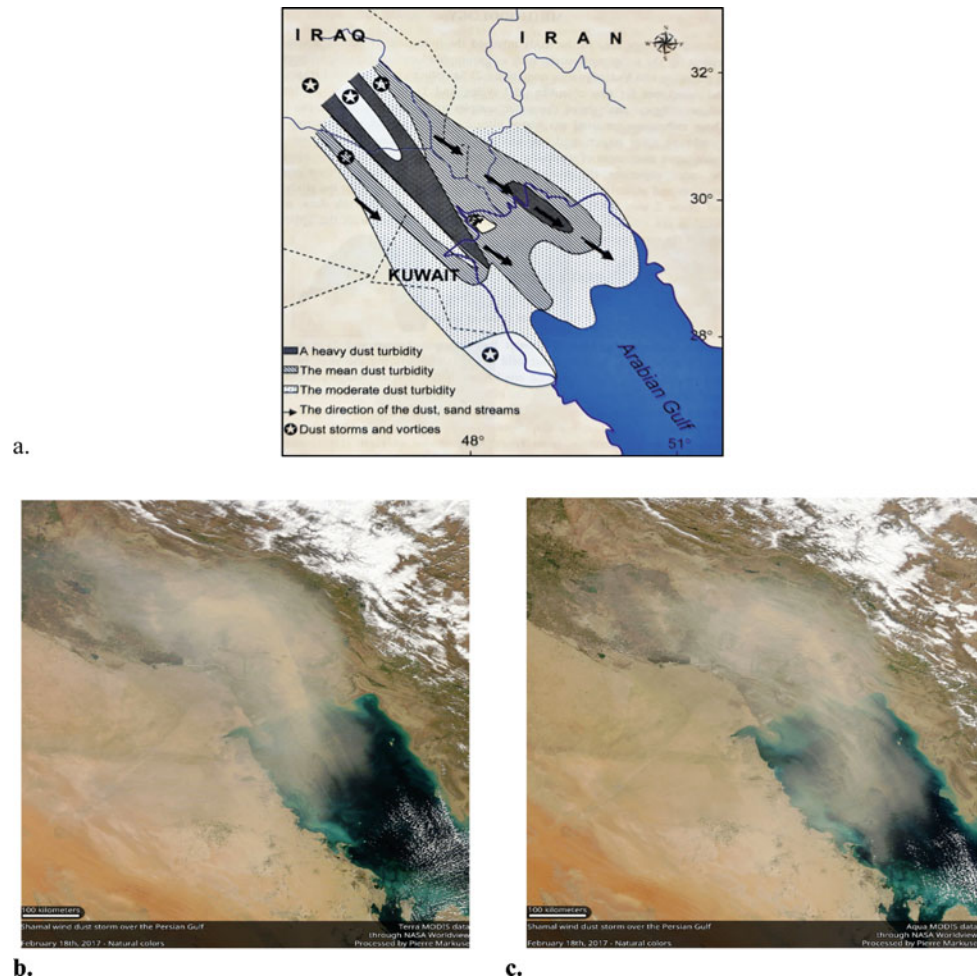 IRAQ
IRAN
32°
30°
KUWAIT
28°
A heavy dust turbidity
The mean dust turbidity
The moderate dust turbidity
The direction of the dust, sand streams
Dust storms and vortices
Arabian Gulf
48°
51°
a.
100 kilometers
Shamal wind dust storm over the Persian Gulf
February 18th, 2017 - Natural colors
Terra MODIS data
through NASA Worldview
Processed by Pierre Markuse
100 kilometers
Shamal wind dust storm over the Persian Gulf
February 18th, 2017 - Natural colors
Aqua MODIS data
through NASA Worldview
Processed by Pierre Markuse
b.
c.